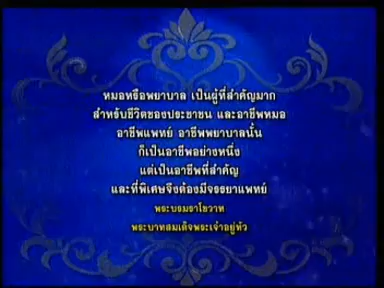 หมอหรือพยาบาล เป็นผู้ที่สำคัญมาก
สำหรับชีวิตของประชาชน และอาชีพหมอ
อาชีพแพทย์ อาชีพพยาบาลนั้น
ก็เป็นอาชีพอย่างหนึ่ง
แต่เป็นอาชีพที่สำคัญ
และที่พิเศษจึงต้องมีจรรยาแพทย์
พระบรมราโชวาท
พระบาทสมเด็จพระเจ้าอยู่หัว